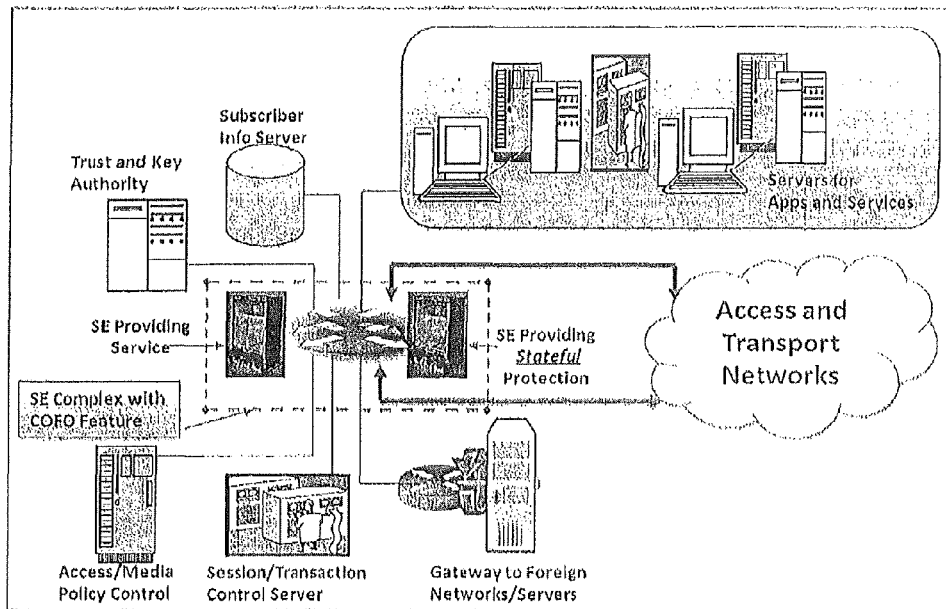 Subscriber
Info Server
Trust and Key
Authority
Servers for
Apps and Services
SE Providing
Service
SE Providing
Stateful
Protection
Access and
Transport
Networks
SE Complex with
COFO Feature
Access/Media
Policy Control
Session/Transaction
Control Server
Gateway to Foreign
Networks/Servers